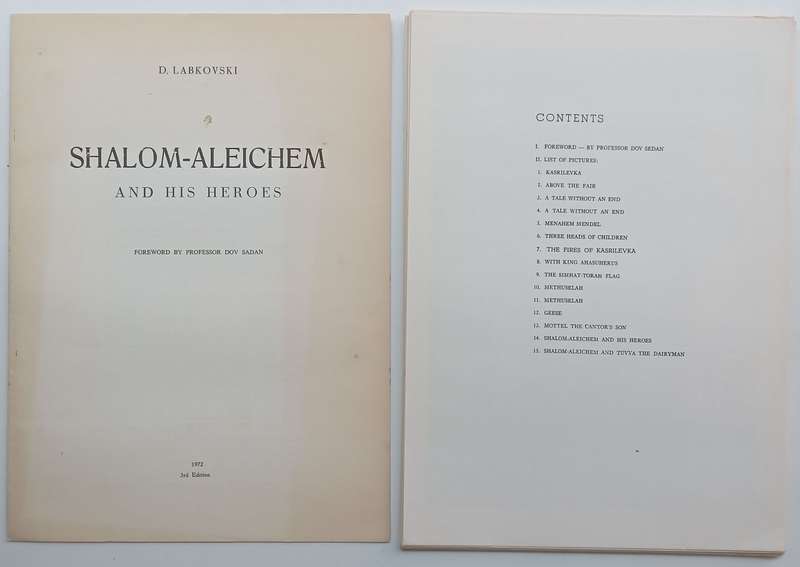 D. LABKOVSKI
SHALOM-ALEICHEM
AND HIS HEROES
FOREWORD BY PROFESSOR DOV SADAN
1972
3rd Edition
CONTENTS
I. FOREWORD — BY PROFESSOR DOV SEDAN
II. LIST OF PICTURES:
1. KASRILEVKA
2. ABOVE THE FAIR
3. A TALE WITHOUT AN END
4. A TALE WITHOUT AN END
5. MENAHEM MENDEL
6. THREE HEADS OF CHILDREN
7. THE FIRES OF KASRILEVKA
8. WITH KING AHASUHERUS
9. THE SIMHAT-TORAH FLAG
10. METHUSELAH
11. METHUSELAH
12. GEESE
13. MOTTEL THE CANTOR'S SON
14. SHALOM-ALEICHEM AND HIS HEROES
15. SHALOM-ALEICHEM AND TUVYA THE DAIRYMAN